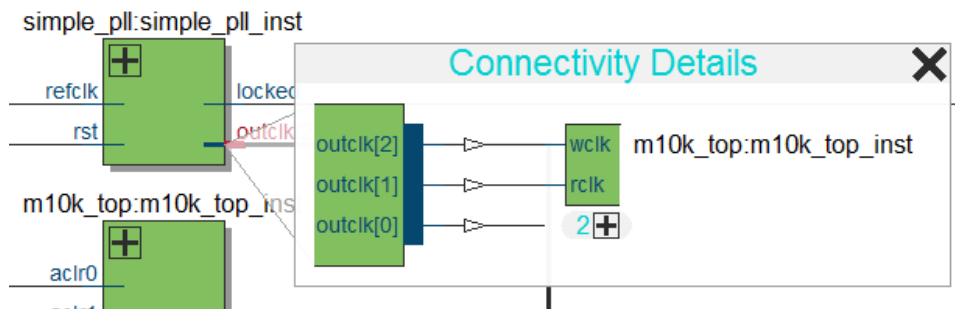 simple_pll:simple_pll_inst
refclk
locked
rst
outclk
m10k_top:m10k_top_ins
aclr0
Connectivity Details
outclk[2]
wclk
m10k_top:m10k_top_inst
outclk[1]
rclk
outclk[0]
2